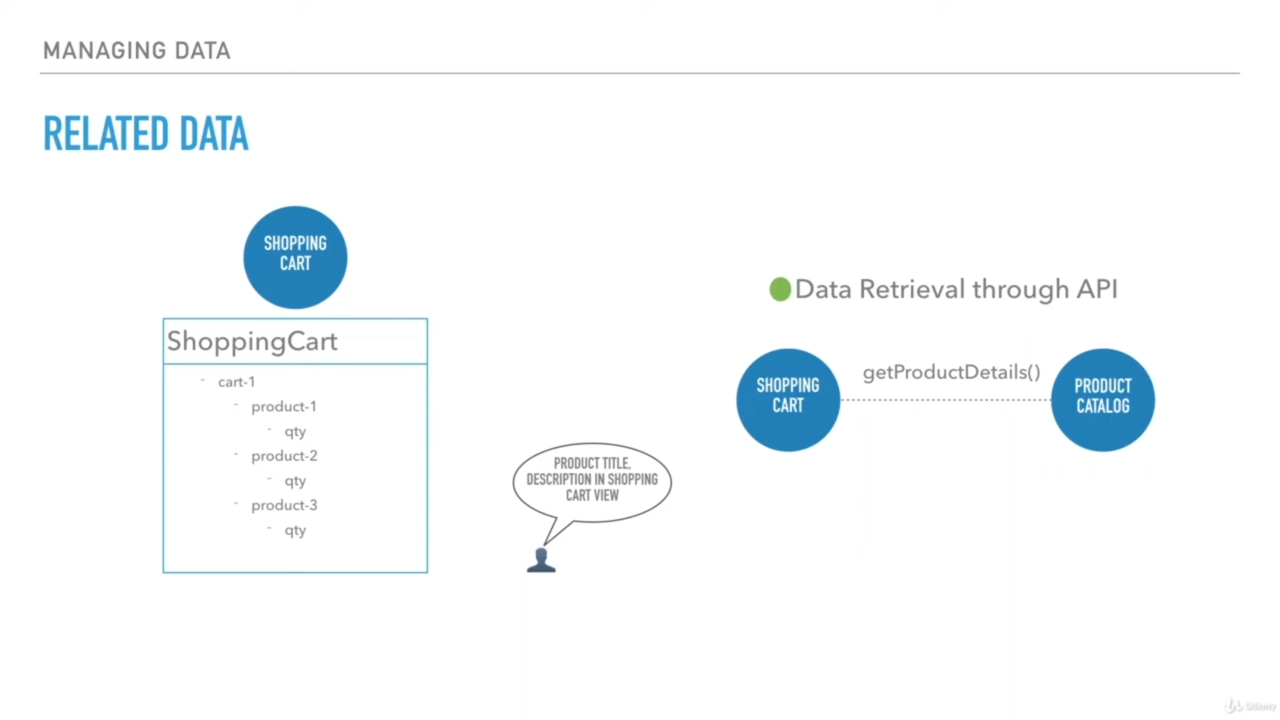 MANAGING DATA
RELATED DATA
SHOPPING
CART
ShoppingCart
- cart-1
- product-1
- qty
- product-2
- qty
- product-3
- qty
PRODUCT TITLE,
DESCRIPTION IN SHOPPING
CART VIEW
Data Retrieval through API
SHOPPING
CART
getProductDetails()
PRODUCT
CATALOG
Udemy